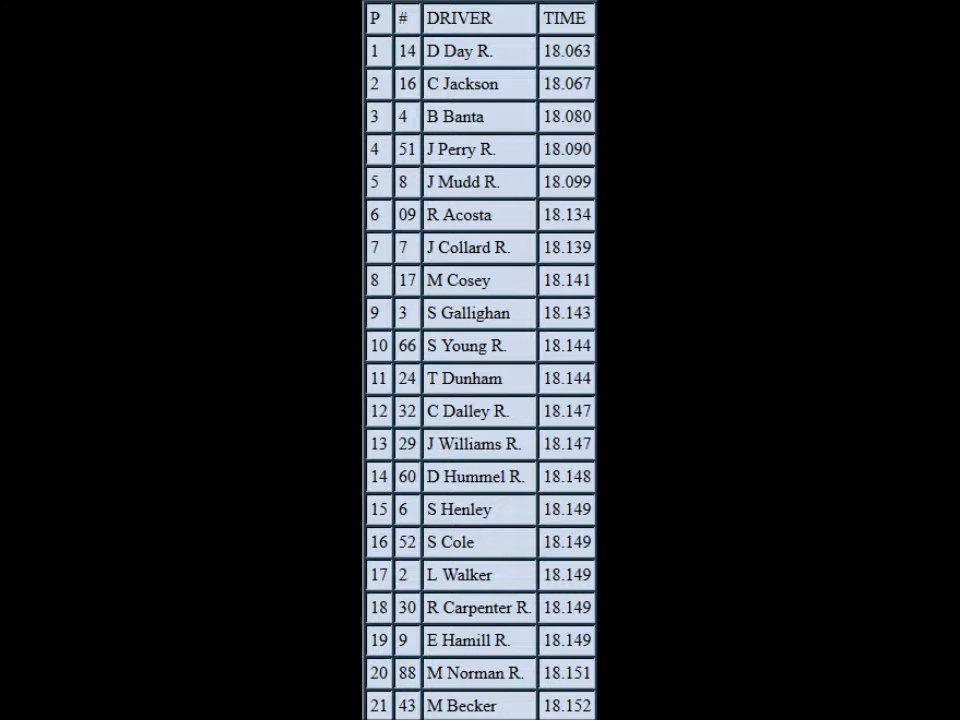 P # DRIVER TIME
1 14 D Day R. 18.063
2 16 C Jackson 18.067
3 4 B Banta 18.080
4 51 J Perry R. 18.090
5 8 J Mudd R. 18.099
6 09 R Acosta 18.134
7 7 J Collard R. 18.139
8 17 M Cosey 18.141
9 3 S Gallighan 18.143
10 66 S Young R. 18.144
11 24 T Dunham 18.144
12 32 C Dalley R. 18.147
13 29 J Williams R. 18.147
14 60 D Hummel R. 18.148
15 6 S Henley 18.149
16 52 S Cole 18.149
17 2 L Walker 18.149
18 30 R Carpenter R. 18.149
19 9 E Hamill R. 18.149
20 88 M Norman R. 18.151
21 43 M Becker 18.152